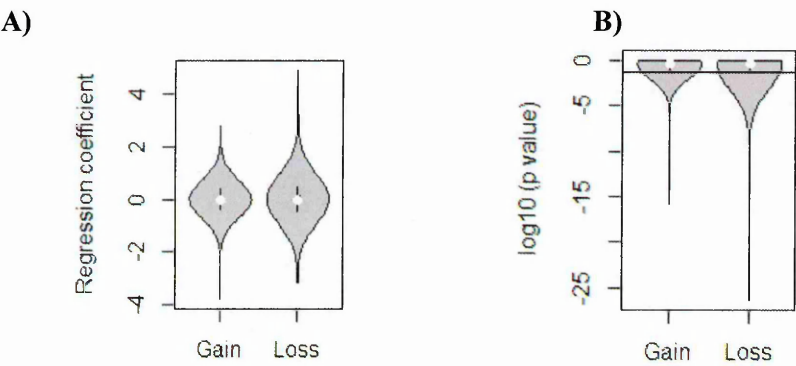 A)
B)
Regression coefficient
4
2
0
-2
-4
Gain Loss
log10 (p value)
0
-5
-15
-25
Gain Loss